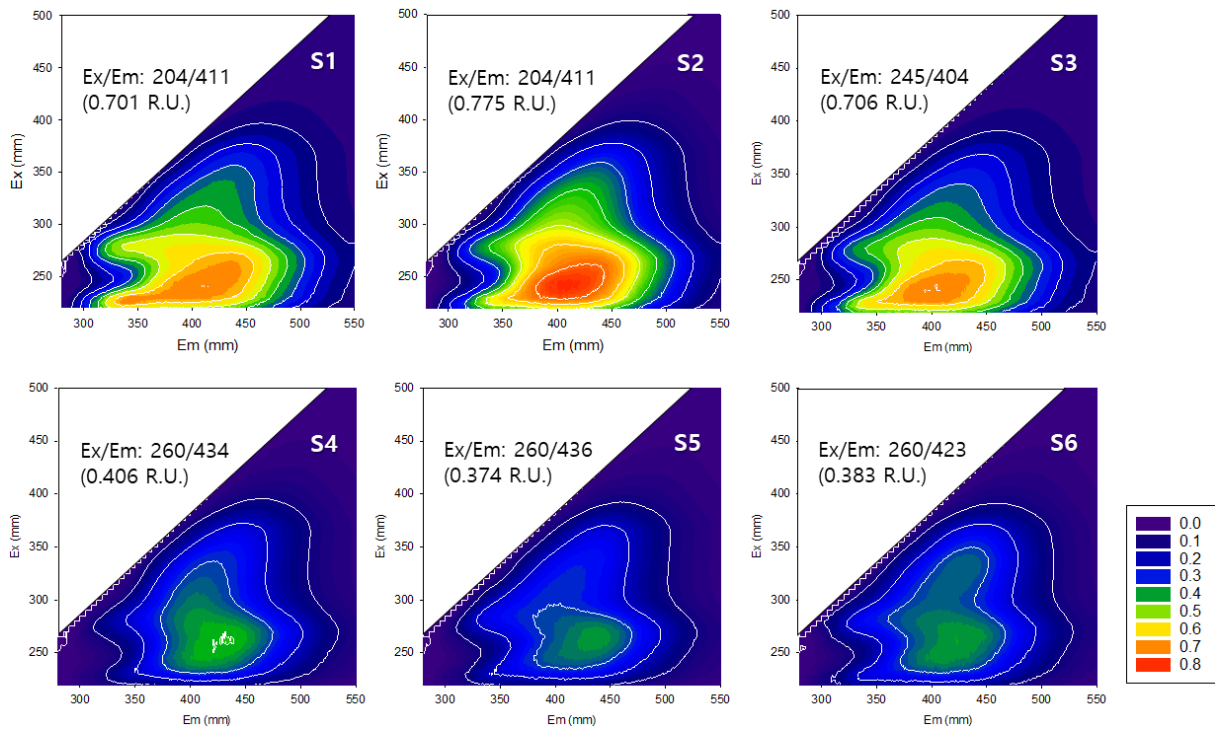 500
450
400
350
300
250
Ex (mm)
Ex/Em: 204/411
(0.701 R.U.)
S1
300 350 400 450 500 550
Em (mm)
500
450
400
350
300
250
Ex (mm)
Ex/Em: 204/411
(0.775 R.U.)
S2
300 350 400 450 500 550
Em (mm)
500
450
400
350
300
250
Ex (mm)
Ex/Em: 245/404
(0.706 R.U.)
S3
300 350 400 450 500 550
Em (mm)
500
450
400
350
300
250
Ex (mm)
Ex/Em: 260/434
(0.406 R.U.)
S4
300 350 400 450 500 550
Em (mm)
500
450
400
350
300
250
Ex (mm)
Ex/Em: 260/436
(0.374 R.U.)
S5
300 350 400 450 500 550
Em (mm)
500
450
400
350
300
250
Ex (mm)
Ex/Em: 260/423
(0.383 R.U.)
S6
300 350 400 450 500 550
Em (mm)
0.0
0.1
0.2
0.3
0.4
0.5
0.6
0.7
0.8